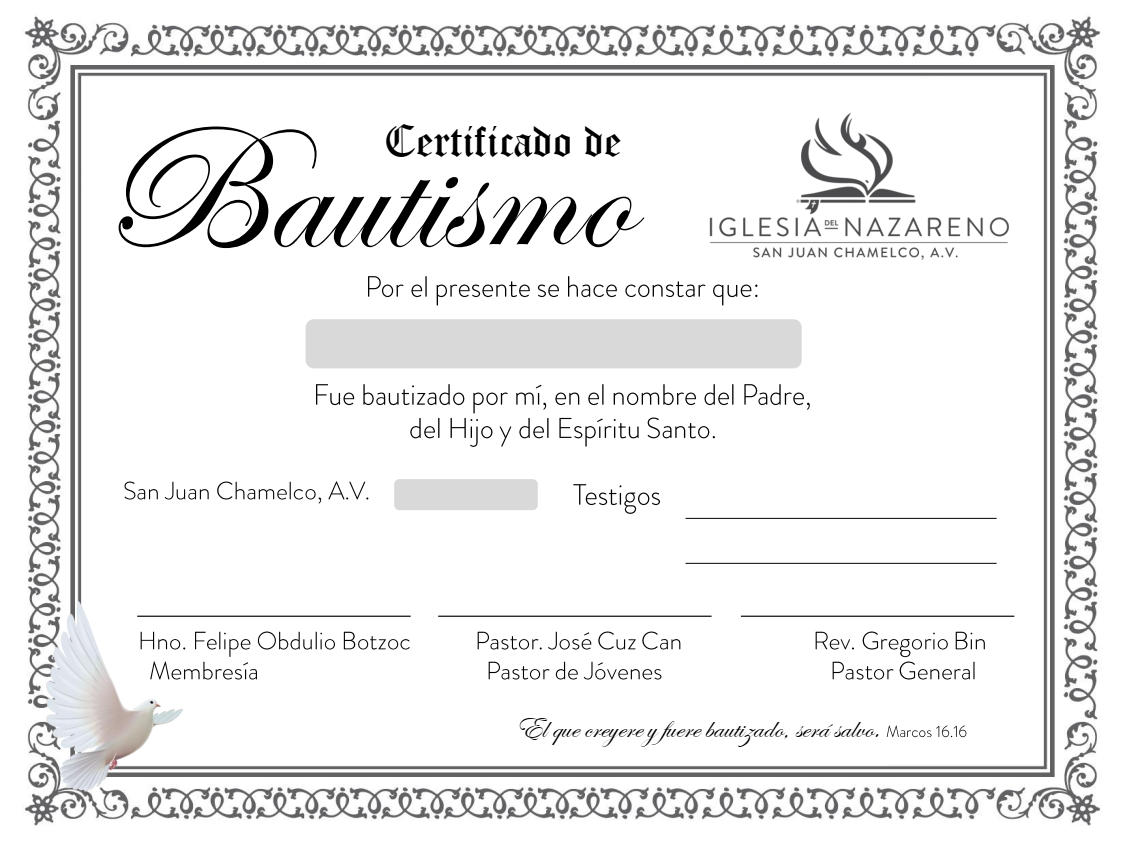 Certificado de
Bautismo
IGLESIA DEL NAZARENO
SAN JUAN CHAMELCO, A.V.
Por el presente se hace constar que:
Fue bautizado por mí, en el nombre del Padre,
del Hijo y del Espíritu Santo.
San Juan Chamelco, A.V.
Testigos
Hno. Felipe Obdulio Botzoc
Membresía
Pastor. José Cuz Can
Pastor de Jóvenes
Rev. Gregorio Bin
Pastor General
El que creyere y fuere bautizado, será salvo. Marcos 16.16